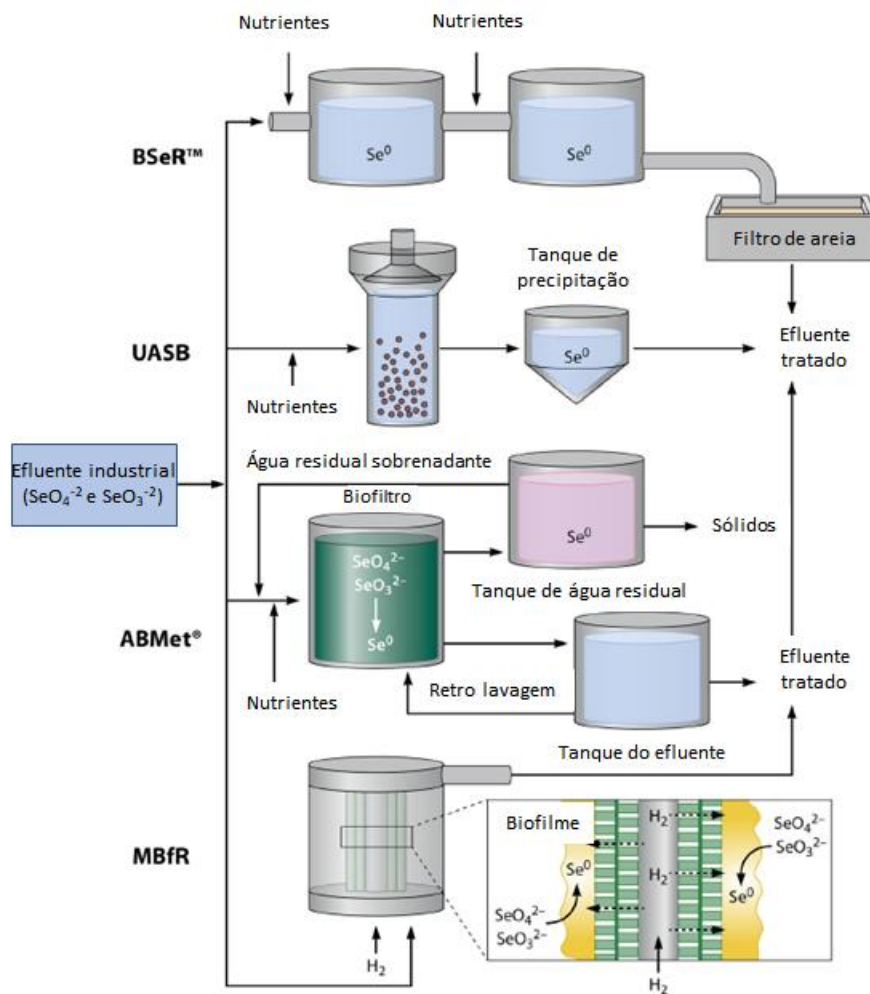 Nutrientes
Nutrientes
BSeR™
Se⁰
Se⁰
Filtro de areia
Tanque de
precipitação
UASB
Se⁰
Efluente
tratado
Nutrientes
Efluente industrial
(SeO₄⁻² e SeO₃⁻²)
Água residual sobrenadante
Biofiltro
Se⁰
Sólidos
SeO₄²⁻
SeO₃²⁻
Se⁰
Tanque de água residual
ABMet®
Nutrientes
Retro lavagem
Efluente
tratado
Tanque do efluente
MBfR
H₂
Biofilme
H₂
SeO₄²⁻
SeO₃²⁻
Se⁰
H₂
Se⁰
SeO₄²⁻
SeO₃²⁻
H₂